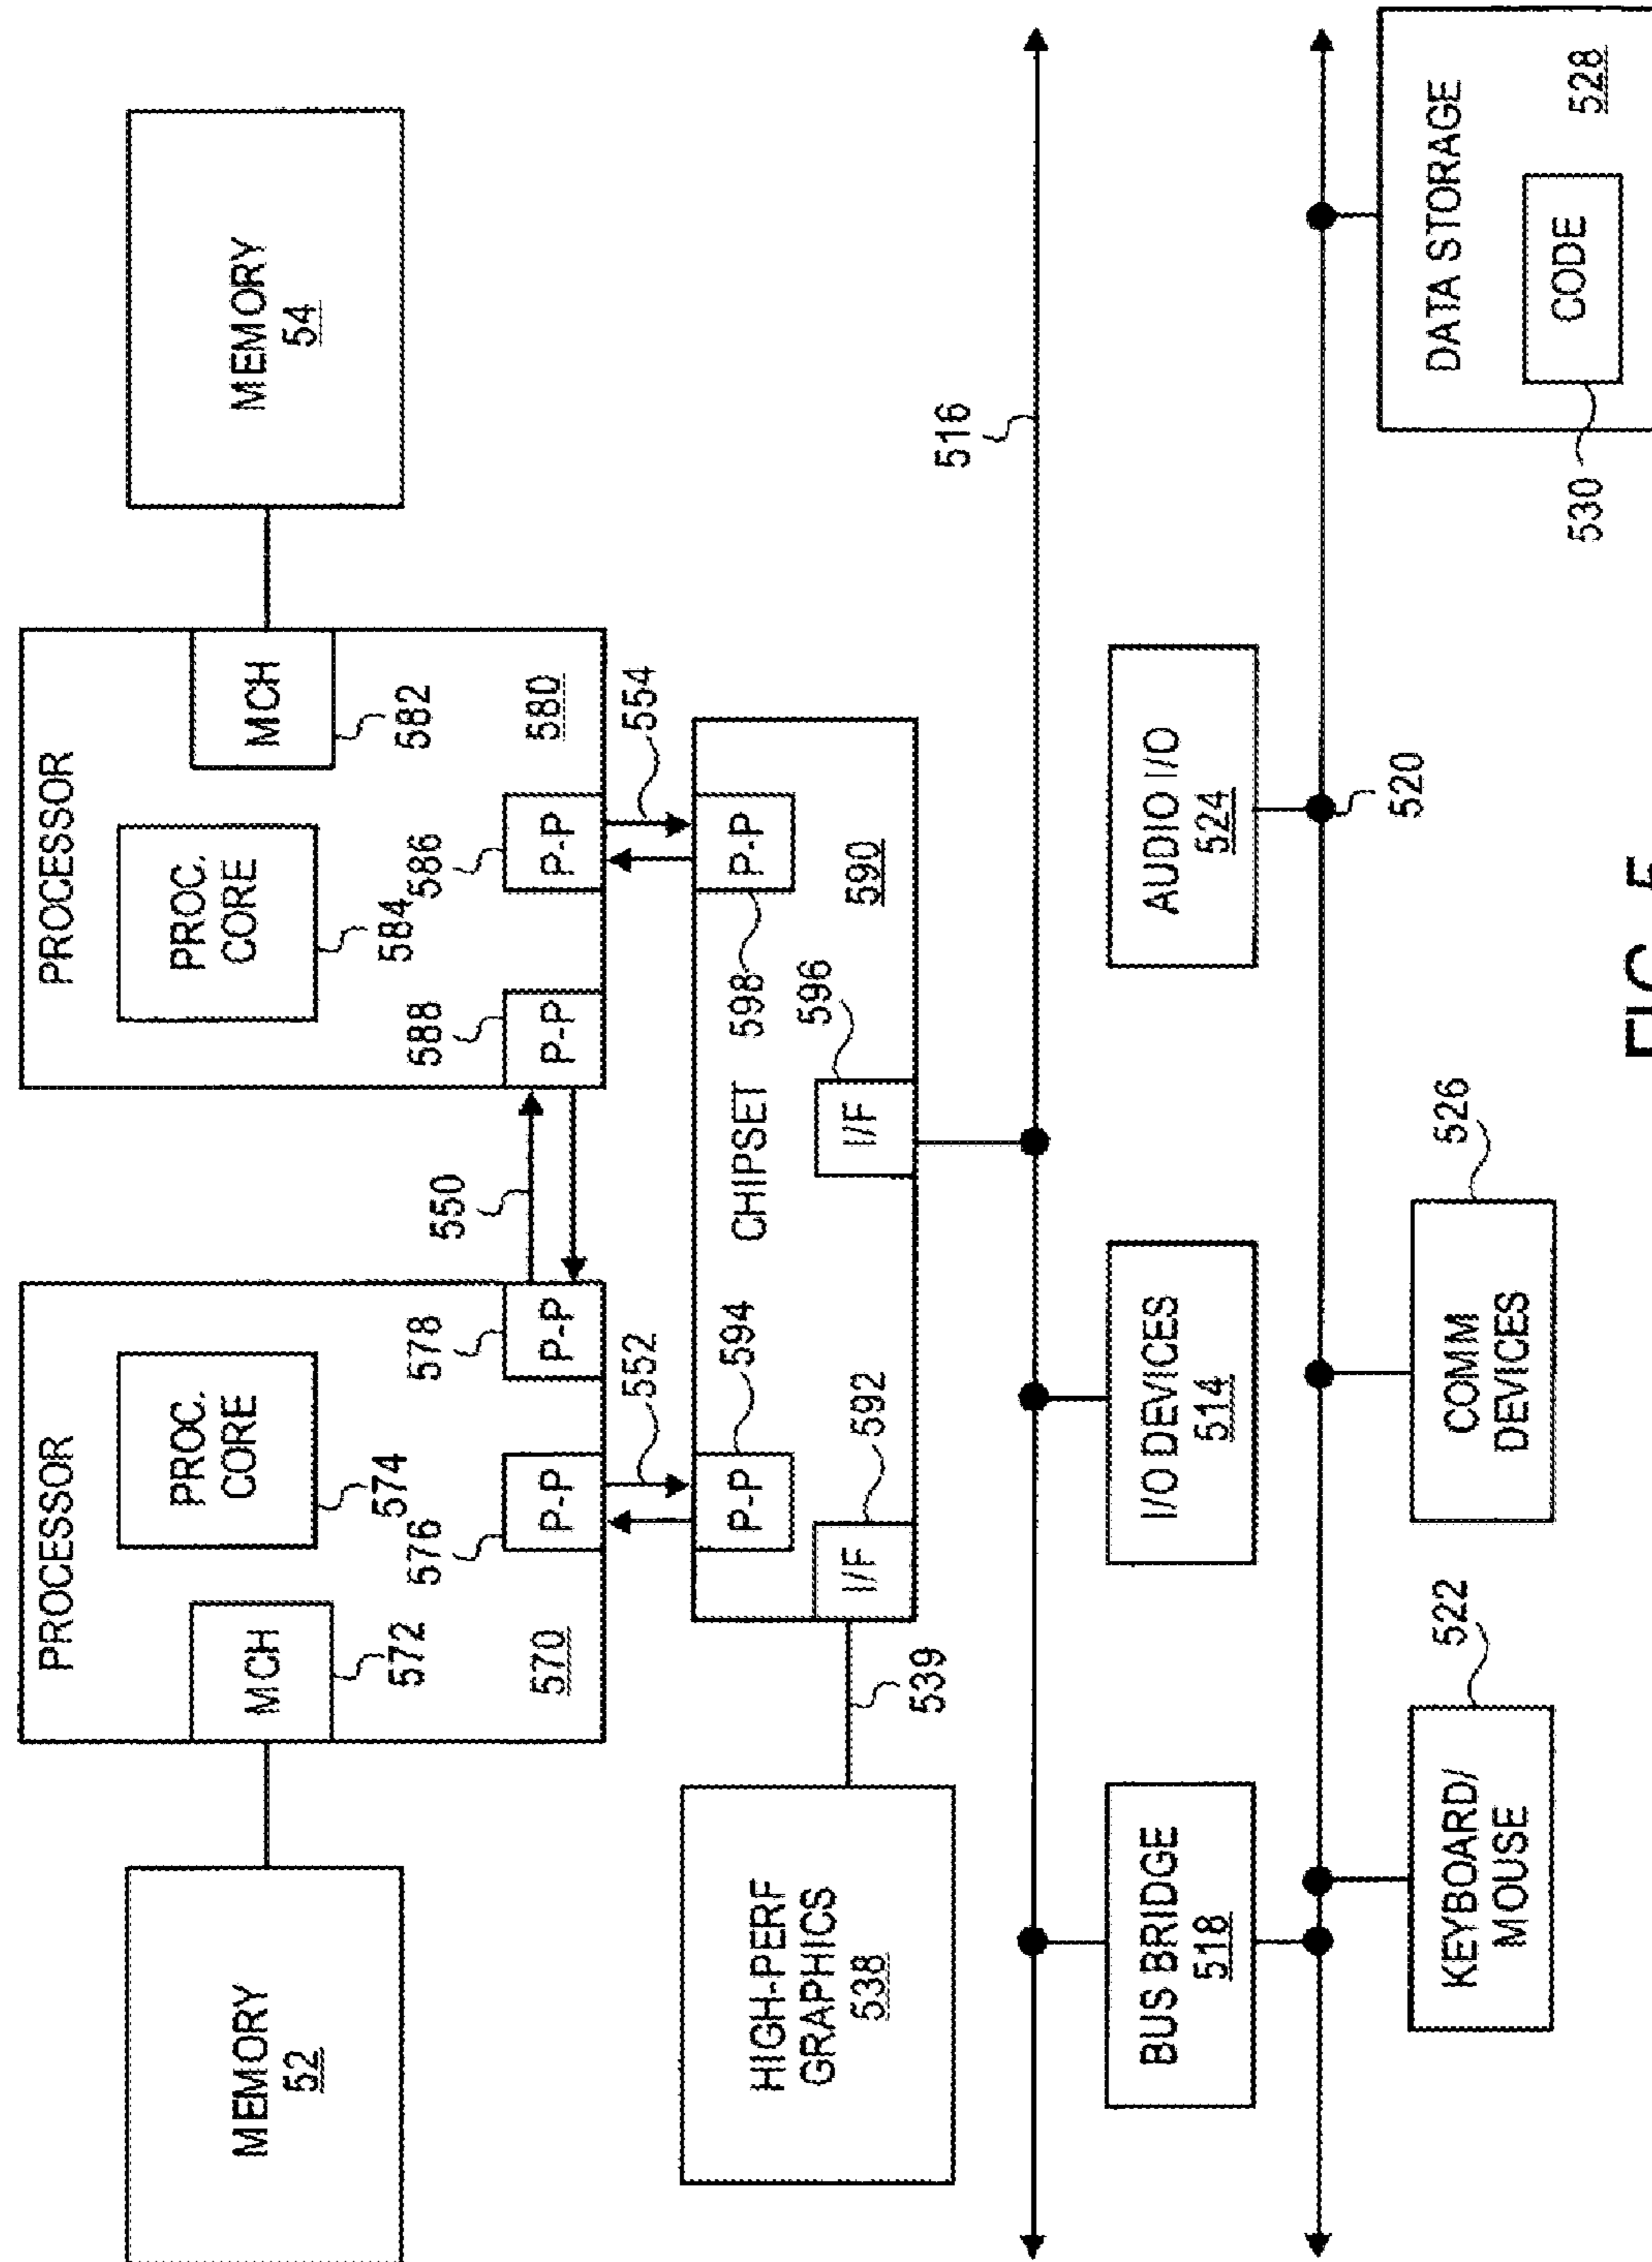 PROCESSOR
PROCESSOR
MEMORY
52
MCH
572
PROC.
CORE
574
576
P-P
578
P-P
570
550
588
P-P
PROC.
CORE
584
586
P-P
MCH
582
580
MEMORY
54
552
554
HIGH-PERF
GRAPHICS
538
539
P-P
594
I/F
592
CHIPSET
598
P-P
590
I/F
596
516
BUS BRIDGE
518
I/O DEVICES
514
AUDIO I/O
524
520
KEYBOARD/
MOUSE
522
COMM
DEVICES
526
DATA STORAGE
CODE
528
530